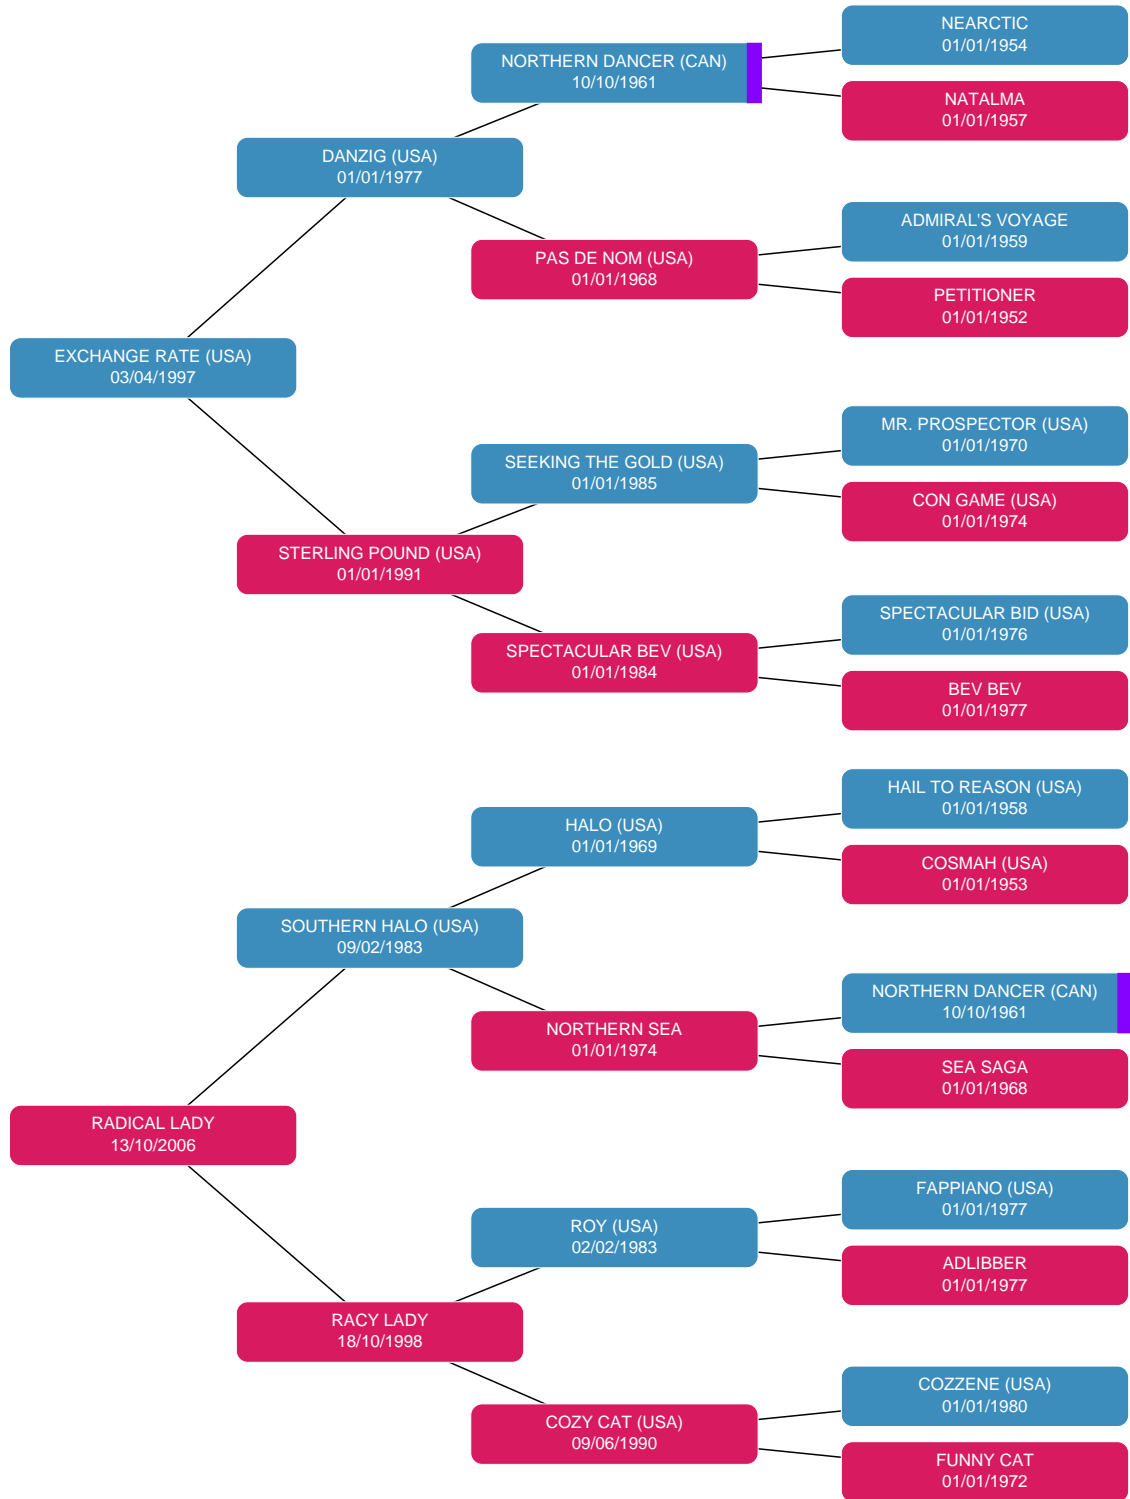 NEARCTIC
01/01/1954
NORTHERN DANCER (CAN)
10/10/1961
NATALMA
01/01/1957
DANZIG (USA)
01/01/1977
ADMIRAL'S VOYAGE
01/01/1959
PAS DE NOM (USA)
01/01/1968
PETITIONER
01/01/1952
EXCHANGE RATE (USA)
03/04/1997
MR. PROSPECTOR (USA)
01/01/1970
SEEKING THE GOLD (USA)
01/01/1985
CON GAME (USA)
01/01/1974
STERLING POUND (USA)
01/01/1991
SPECTACULAR BID (USA)
01/01/1976
SPECTACULAR BEV (USA)
01/01/1984
BEV BEV
01/01/1977
HAIL TO REASON (USA)
01/01/1958
HALO (USA)
01/01/1969
COSMAH (USA)
01/01/1953
SOUTHERN HALO (USA)
09/02/1983
NORTHERN DANCER (CAN)
10/10/1961
NORTHERN SEA
01/01/1974
SEA SAGA
01/01/1968
RADICAL LADY
13/10/2006
FAPPIANO (USA)
01/01/1977
ROY (USA)
02/02/1983
ADLIBBER
01/01/1977
RACY LADY
18/10/1998
COZZENE (USA)
01/01/1980
COZY CAT (USA)
09/06/1990
FUNNY CAT
01/01/1972